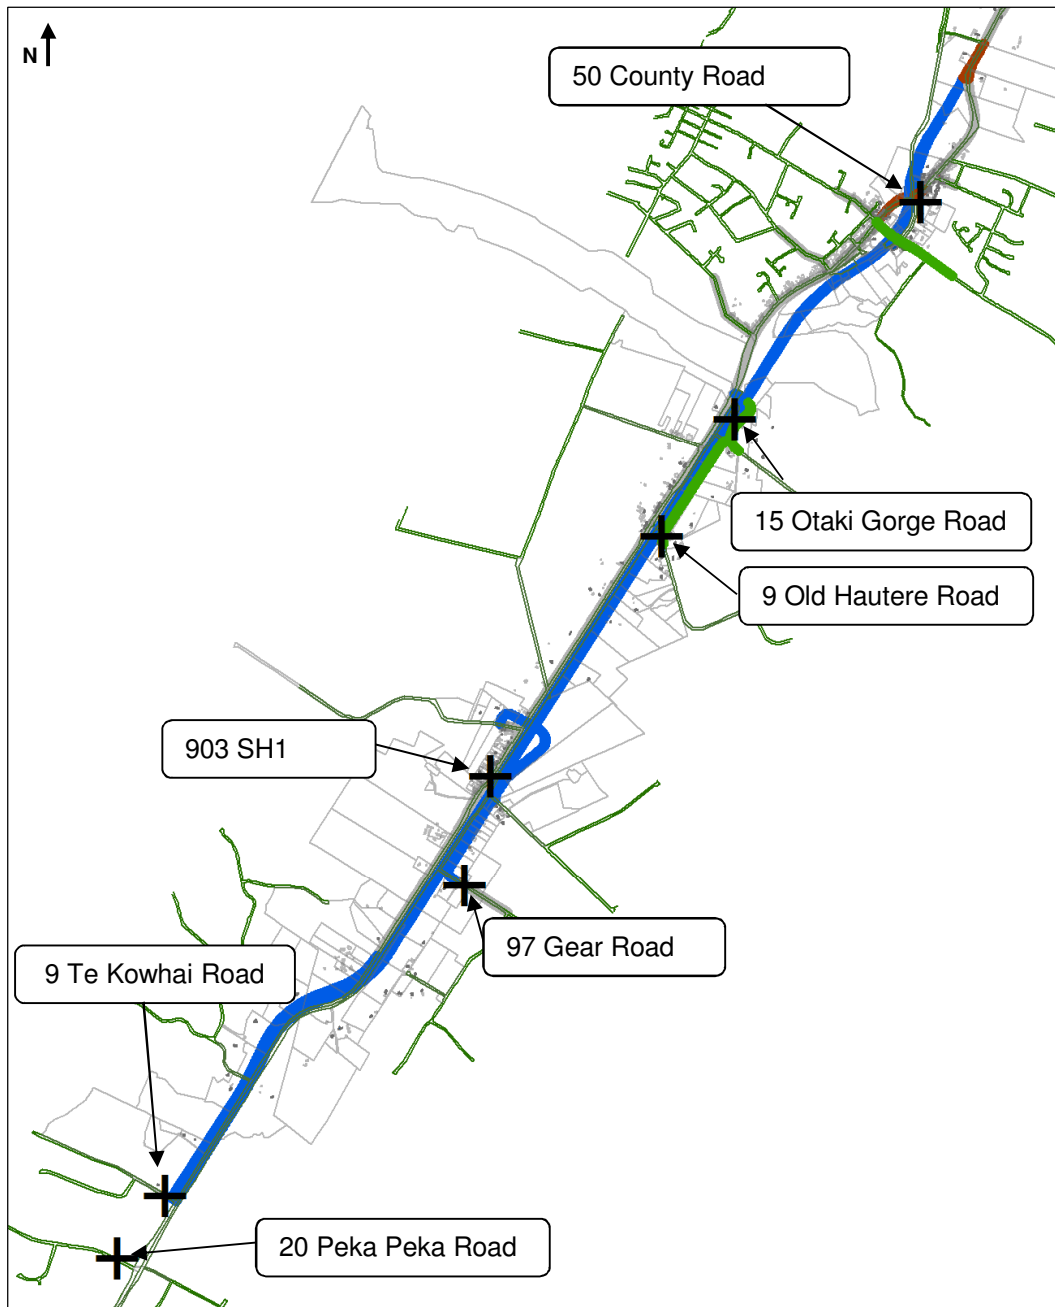 N
50 County Road
15 Otaki Gorge Road
9 Old Hautere Road
903 SH1
97 Gear Road
9 Te Kowhai Road
20 Peka Peka Road